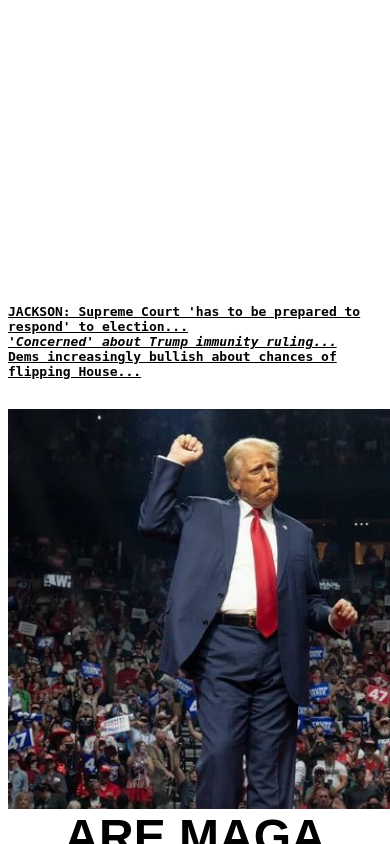 JACKSON: Supreme Court 'has to be prepared to
respond' to election...
'Concerned' about Trump immunity ruling...
Dems increasingly bullish about chances of
flipping House...
47
47
TRUMP
47
ARE MAGA